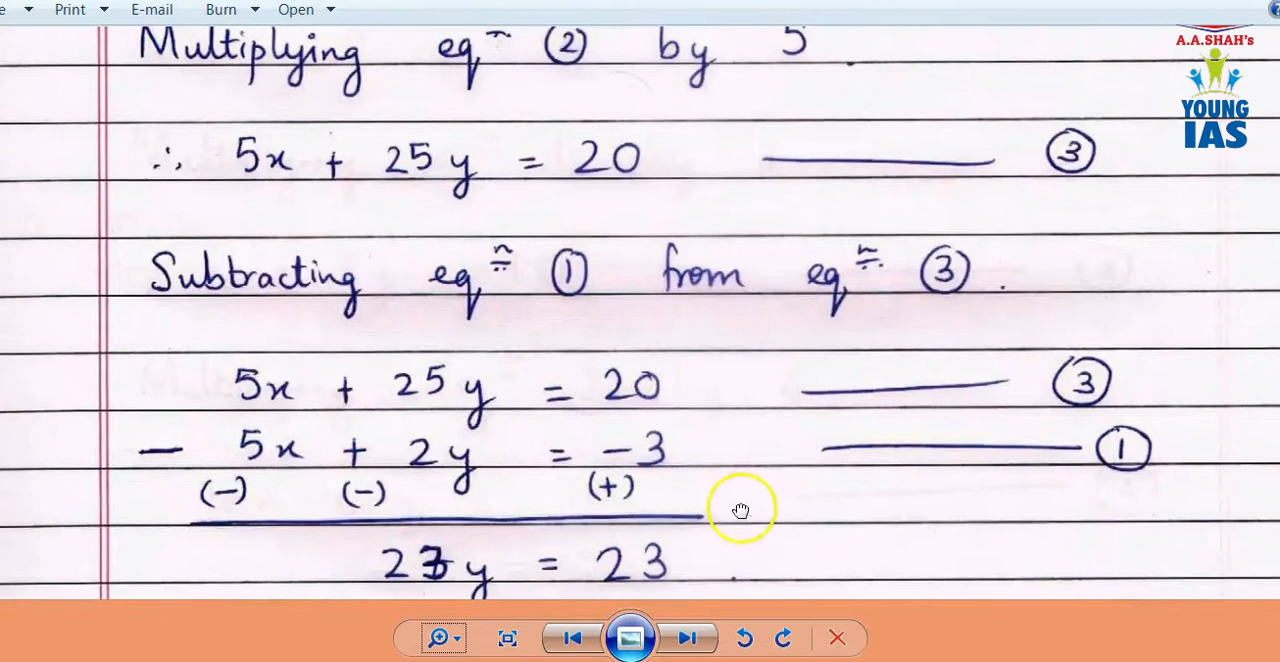 Print E-mail Burn Open
A.A.SHAH's
YOUNG
IAS
Multiplying eqn (2) by 5.
∴ 5x + 25y = 20 ——— (3)
Subtracting eqn (1) from eqn (3).
5x + 25y = 20 ——— (3)
— 5x + 2y = -3 ——— (1)
(-) (-) (+)
23y = 23.